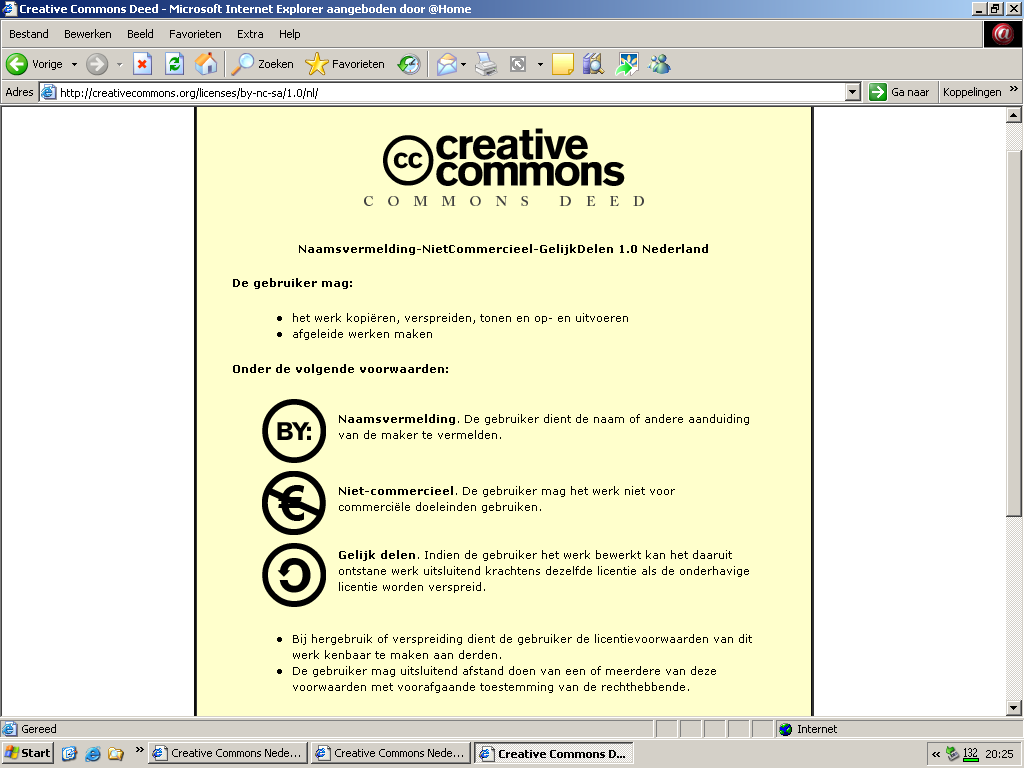 Creative Commons Deed - Microsoft Internet Explorer aangeboden door @Home
Bestand Bewerken Beeld Favorieten Extra Help
Vorige Zoeken Favorieten
Adres http://creativecommons.org/licenses/by-nc-sa/1.0/nl/ Ga naar Koppelingen »
cc creative
commons
COMMONS DEED
Naamsvermelding-NietCommercieel-GelijkDelen 1.0 Nederland
De gebruiker mag:
• het werk kopiëren, verspreiden, tonen en op- en uitvoeren
• afgeleide werken maken
Onder de volgende voorwaarden:
BY:
Naamsvermelding. De gebruiker dient de naam of andere aanduiding
van de maker te vermelden.
€
Niet-commercieel. De gebruiker mag het werk niet voor
commerciële doeleinden gebruiken.
Gelijk delen. Indien de gebruiker het werk bewerkt kan het daaruit
ontstane werk uitsluitend krachtens dezelfde licentie als de onderhavige
licentie worden verspreid.
• Bij hergebruik of verspreiding dient de gebruiker de licentievoorwaarden van dit
werk kenbaar te maken aan derden.
• De gebruiker mag uitsluitend afstand doen van een of meerdere van deze
voorwaarden met voorafgaande toestemming van de rechthebbende.
Gereed Internet
Start » Creative Commons Nede... Creative Commons Nede... Creative Commons D... « 132 20:25